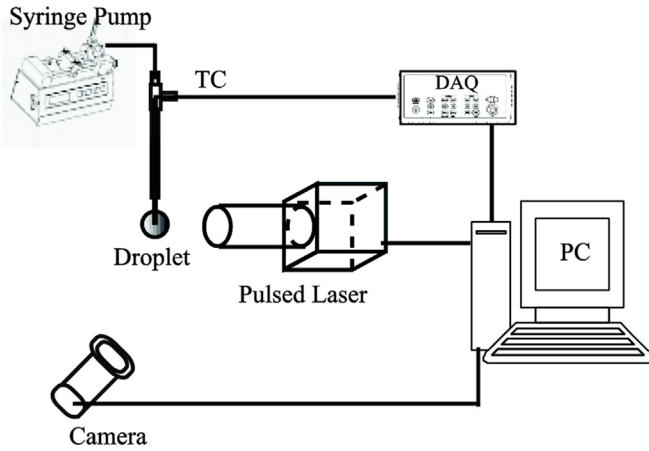 Syringe Pump
TC
DAQ
Droplet
Pulsed Laser
PC
Camera